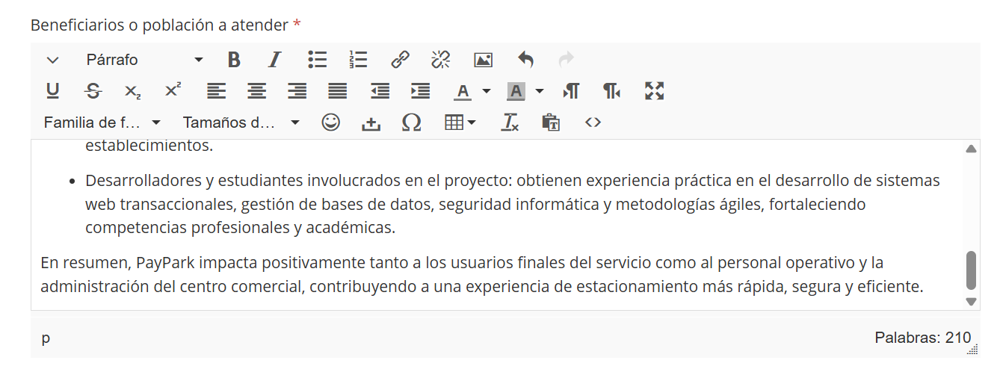 Beneficiarios o población a atender *
Párrafo
Familia de f... Tamaños d...
establecimientos.
• Desarrolladores y estudiantes involucrados en el proyecto: obtienen experiencia práctica en el desarrollo de sistemas
web transaccionales, gestión de bases de datos, seguridad informática y metodologías ágiles, fortaleciendo
competencias profesionales y académicas.
En resumen, PayPark impacta positivamente tanto a los usuarios finales del servicio como al personal operativo y la
administración del centro comercial, contribuyendo a una experiencia de estacionamiento más rápida, segura y eficiente.
p Palabras: 210